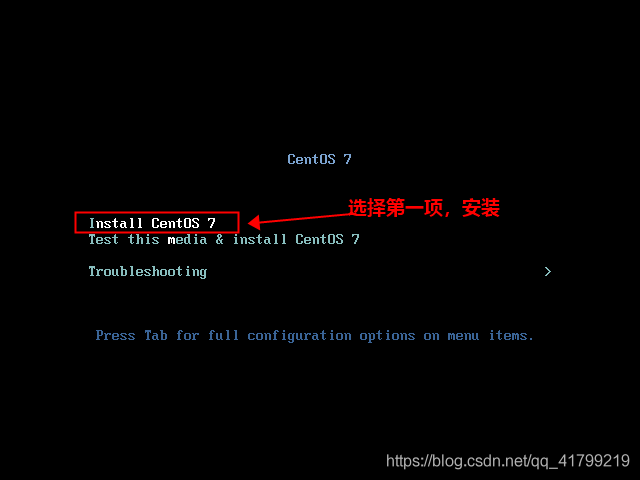 CentOS 7
选择第一项，安装
Install CentOS 7
Test this media & install CentOS 7
Troubleshooting >
Press Tab for full configuration options on menu items.
https://blog.csdn.net/qq_41799219